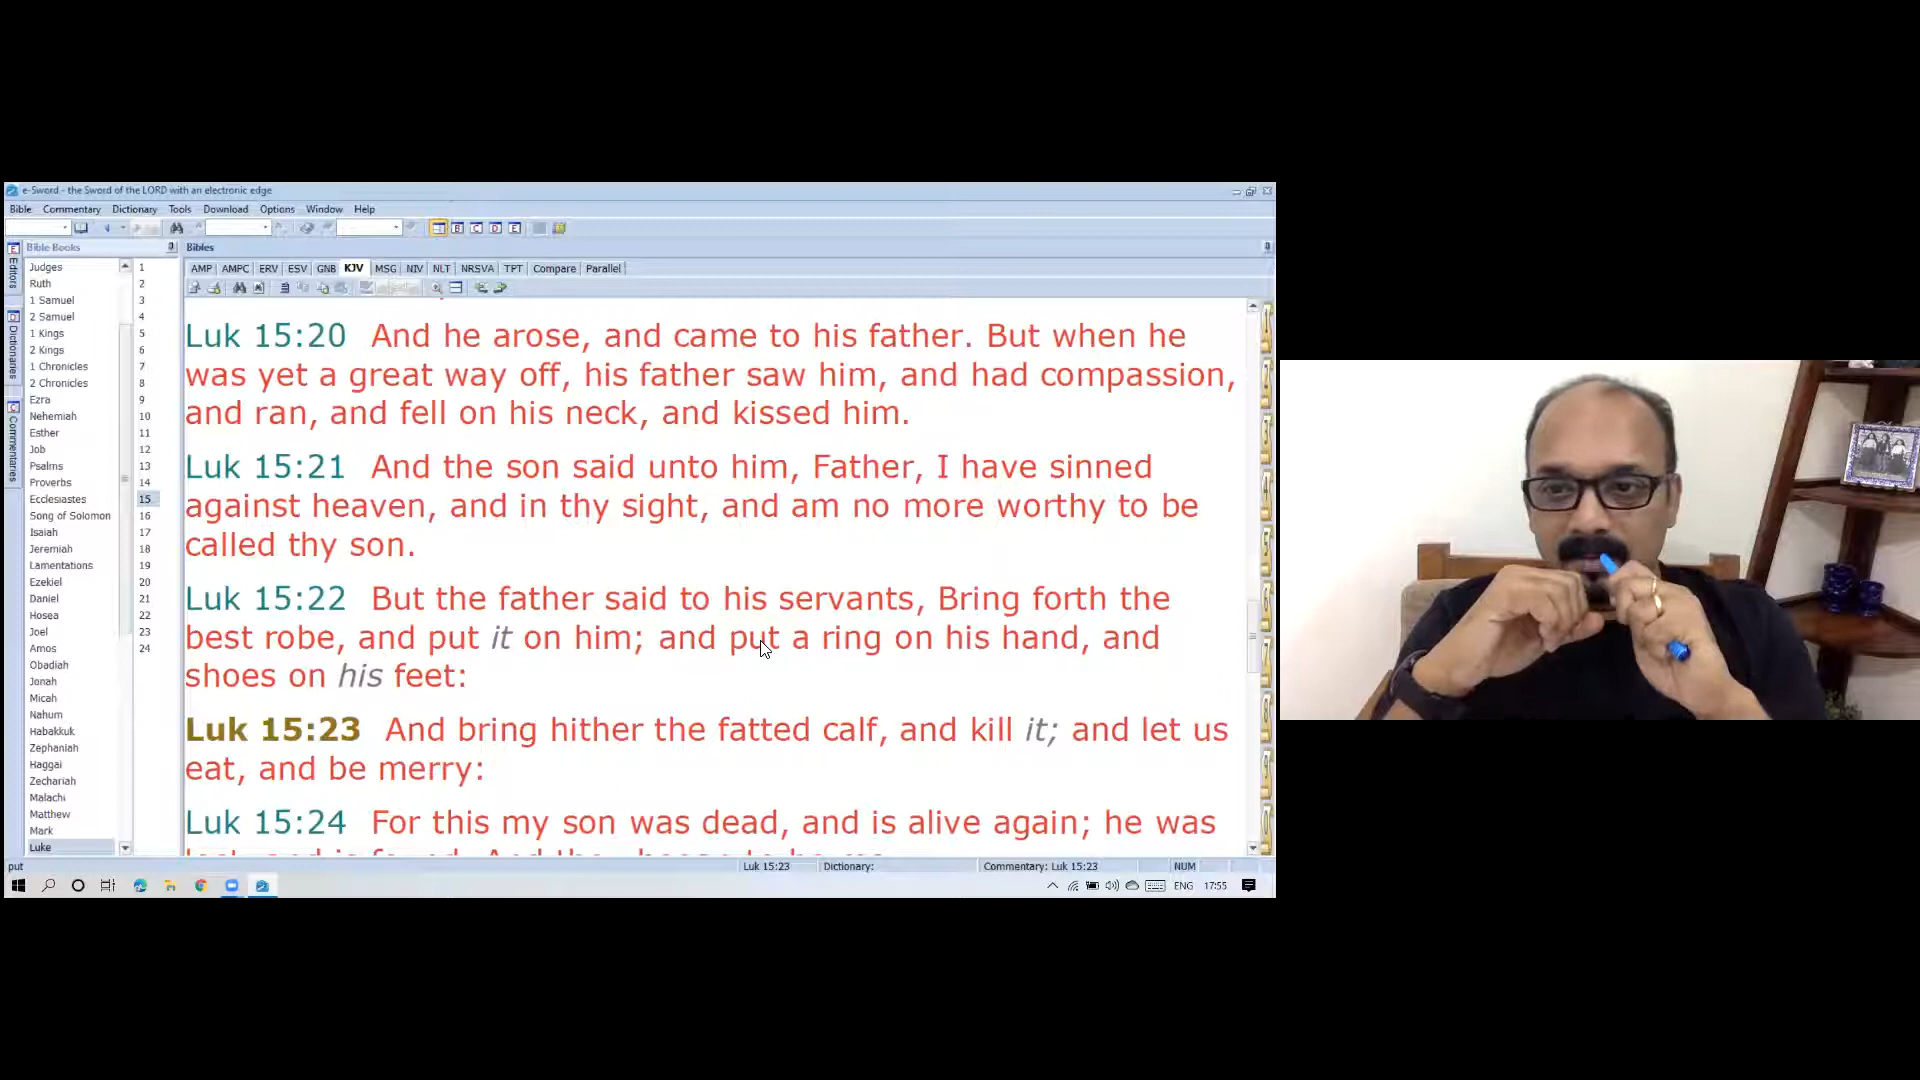 e-Sword - the Sword of the LORD with an electronic edge
Bible Commentary Dictionary Tools Download Options Window Help
B C D E
Bible Books
Bibles
Editors
Dictionaries
Commentaries
Judges
Ruth
1 Samuel
2 Samuel
1 Kings
2 Kings
1 Chronicles
2 Chronicles
Ezra
Nehemiah
Esther
Job
Psalms
Proverbs
Ecclesiastes
Song of Solomon
Isaiah
Jeremiah
Lamentations
Ezekiel
Daniel
Hosea
Joel
Amos
Obadiah
Jonah
Micah
Nahum
Habakkuk
Zephaniah
Haggai
Zechariah
Malachi
Matthew
Mark
Luke
1
2
3
4
5
6
7
8
9
10
11
12
13
14
15
16
17
18
19
20
21
22
23
24
AMP AMPC ERV ESV GNB KJV MSG NIV NLT NRSVA TPT Compare Parallel
Luk 15:20 And he arose, and came to his father. But when he
was yet a great way off, his father saw him, and had compassion,
and ran, and fell on his neck, and kissed him.
Luk 15:21 And the son said unto him, Father, I have sinned
against heaven, and in thy sight, and am no more worthy to be
called thy son.
Luk 15:22 But the father said to his servants, Bring forth the
best robe, and put it on him; and put a ring on his hand, and
shoes on his feet:
Luk 15:23 And bring hither the fatted calf, and kill it; and let us
eat, and be merry:
Luk 15:24 For this my son was dead, and is alive again; he was
put
Luk 15:23 Dictionary: Commentary: Luk 15:23 NUM
ENG 17:55